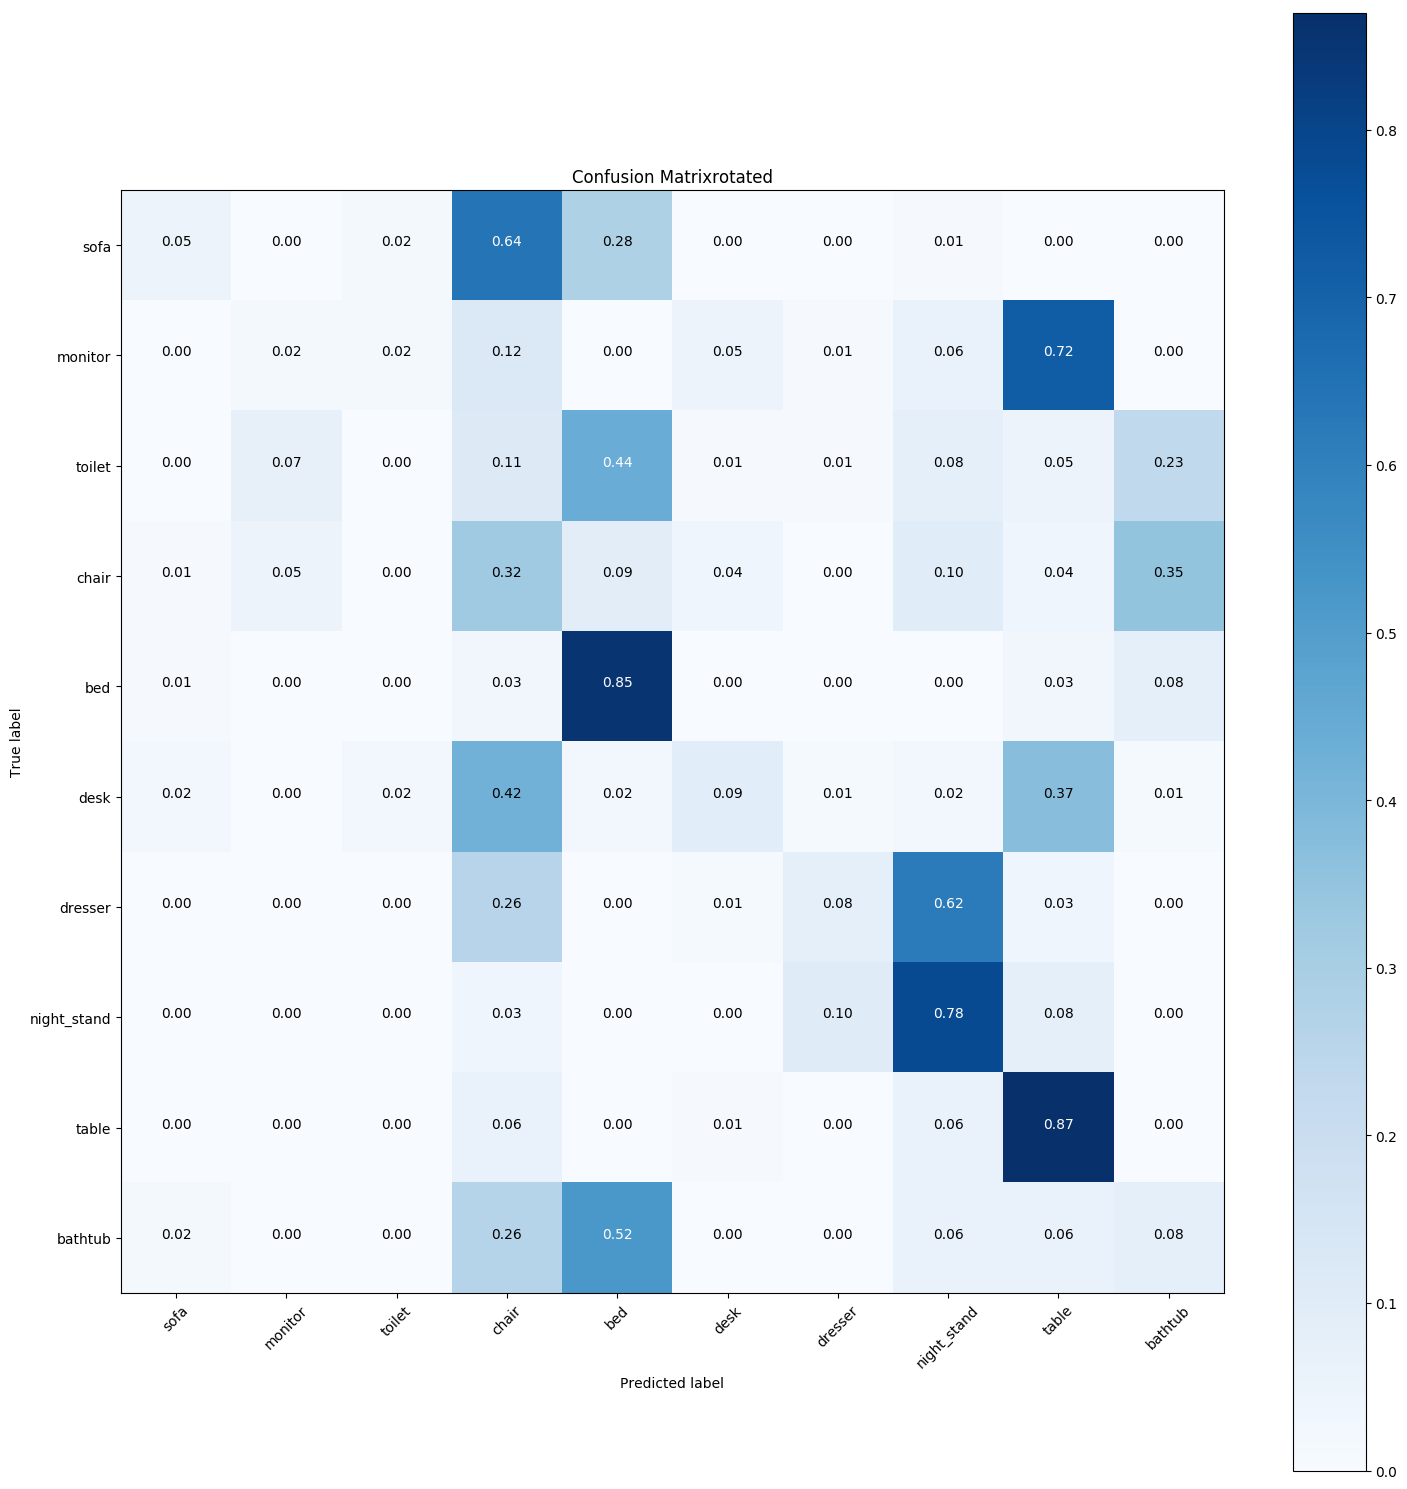 Confusion Matrixrotated
sofa 0.05 0.00 0.02 0.64 0.28 0.00 0.00 0.01 0.00 0.00
monitor 0.00 0.02 0.02 0.12 0.00 0.05 0.01 0.06 0.72 0.00
toilet 0.00 0.07 0.00 0.11 0.44 0.01 0.01 0.08 0.05 0.23
chair 0.01 0.05 0.00 0.32 0.09 0.04 0.00 0.10 0.04 0.35
bed 0.01 0.00 0.00 0.03 0.85 0.00 0.00 0.00 0.03 0.08
desk 0.02 0.00 0.02 0.42 0.02 0.09 0.01 0.02 0.37 0.01
dresser 0.00 0.00 0.00 0.26 0.00 0.01 0.08 0.62 0.03 0.00
night_stand 0.00 0.00 0.00 0.03 0.00 0.00 0.10 0.78 0.08 0.00
table 0.00 0.00 0.00 0.06 0.00 0.01 0.00 0.06 0.87 0.00
bathtub 0.02 0.00 0.00 0.26 0.52 0.00 0.00 0.06 0.06 0.08
sofa monitor toilet chair bed desk dresser night_stand table bathtub
Predicted label
True label
0.8
0.7
0.6
0.5
0.4
0.3
0.2
0.1
0.0